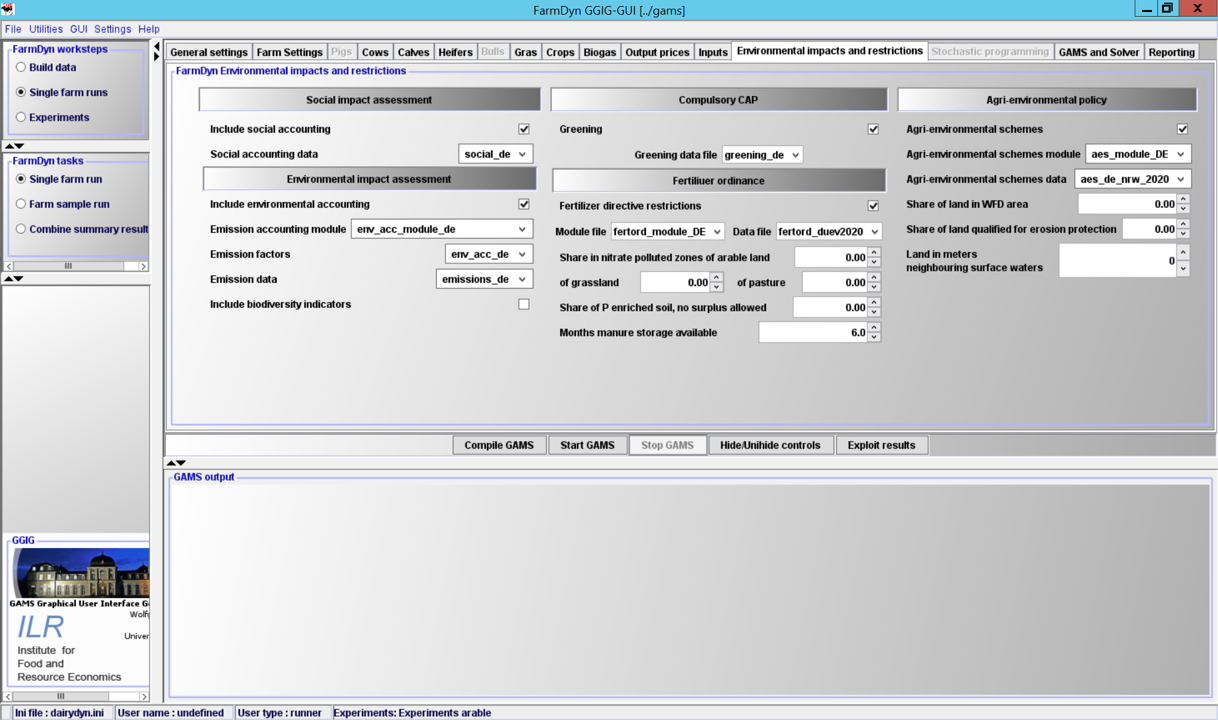 FarmDyn GGIG-GUI [../gams]
File Utilities GUI Settings Help
FarmDyn worksteps
Build data
Single farm runs
Experiments
FarmDyn tasks
Single farm run
Farm sample run
Combine summary result
General settings Farm Settings Pigs Cows Calves Heifers Bulls Gras Crops Biogas Output prices Inputs Environmental impacts and restrictions Stochastic programming GAMS and Solver Reporting
FarmDyn Environmental impacts and restrictions
Social impact assessment
Include social accounting
Social accounting data social_de
Environmental impact assessment
Include environmental accounting
Emission accounting module env_acc_module_de
Emission factors env_acc_de
Emission data emissions_de
Include biodiversity indicators
Compulsory CAP
Greening
Greening data file greening_de
Fertiliuer ordinance
Fertilizer directive restrictions
Module file fertord_module_DE Data file fertord_duev2020
Share in nitrate polluted zones of arable land 0.00
of grassland 0.00 of pasture 0.00
Share of P enriched soil, no surplus allowed 0.00
Months manure storage available 6.0
Agri-environmental policy
Agri-environmental schemes
Agri-environmental schemes module aes_module_DE
Agri-environmental schemes data aes_de_nrw_2020
Share of land in WFD area 0.00
Share of land qualified for erosion protection 0.00
Land in meters
neighbouring surface waters 0
Compile GAMS Start GAMS Stop GAMS Hide/Unihide controls Exploit results
GAMS output
GGIG
GAMS Graphical User Interface G
Wolf
ILR
Univer
Institute for
Food and
Resource Economics
Ini file : dairydyn.ini User name : undefined User type : runner Experiments: Experiments arable